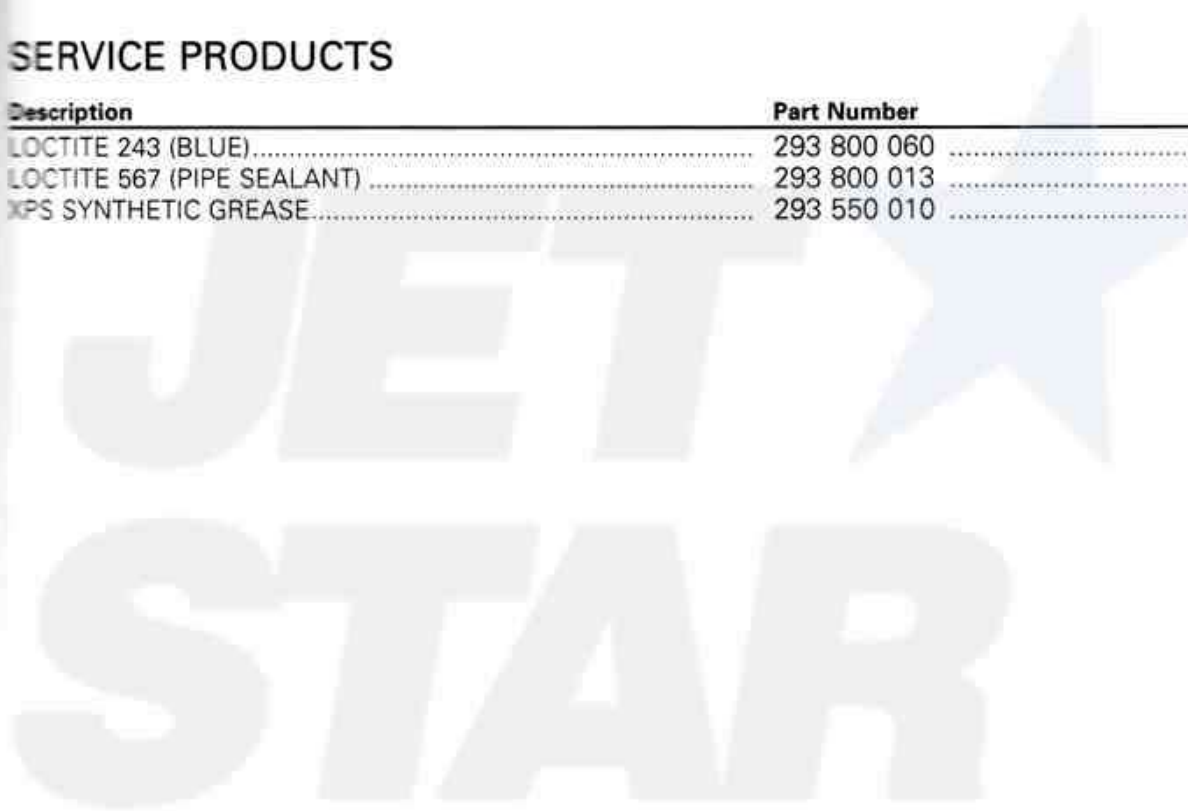 SERVICE PRODUCTS
Description Part Number
LOCTITE 243 (BLUE)........................................ 293 800 060 ....................
LOCTITE 567 (PIPE SEALANT) ........................................ 293 800 013 ....................
XPS SYNTHETIC GREASE........................................ 293 550 010 ....................
JET
STAR